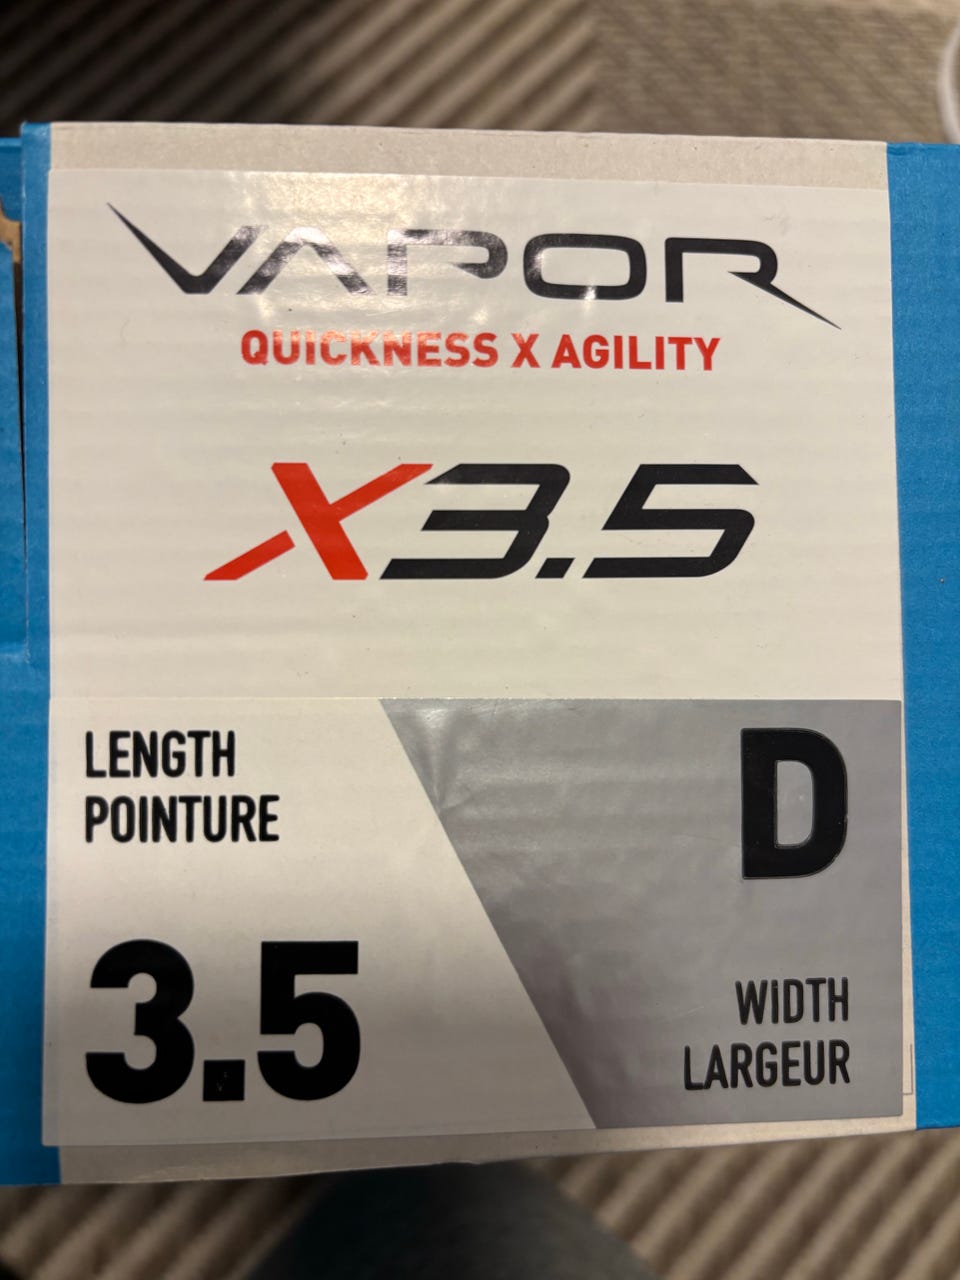 VAPOR
QUICKNESS X AGILITY
X3.5
LENGTH
POINTURE
3.5
D
WIDTH
LARGEUR